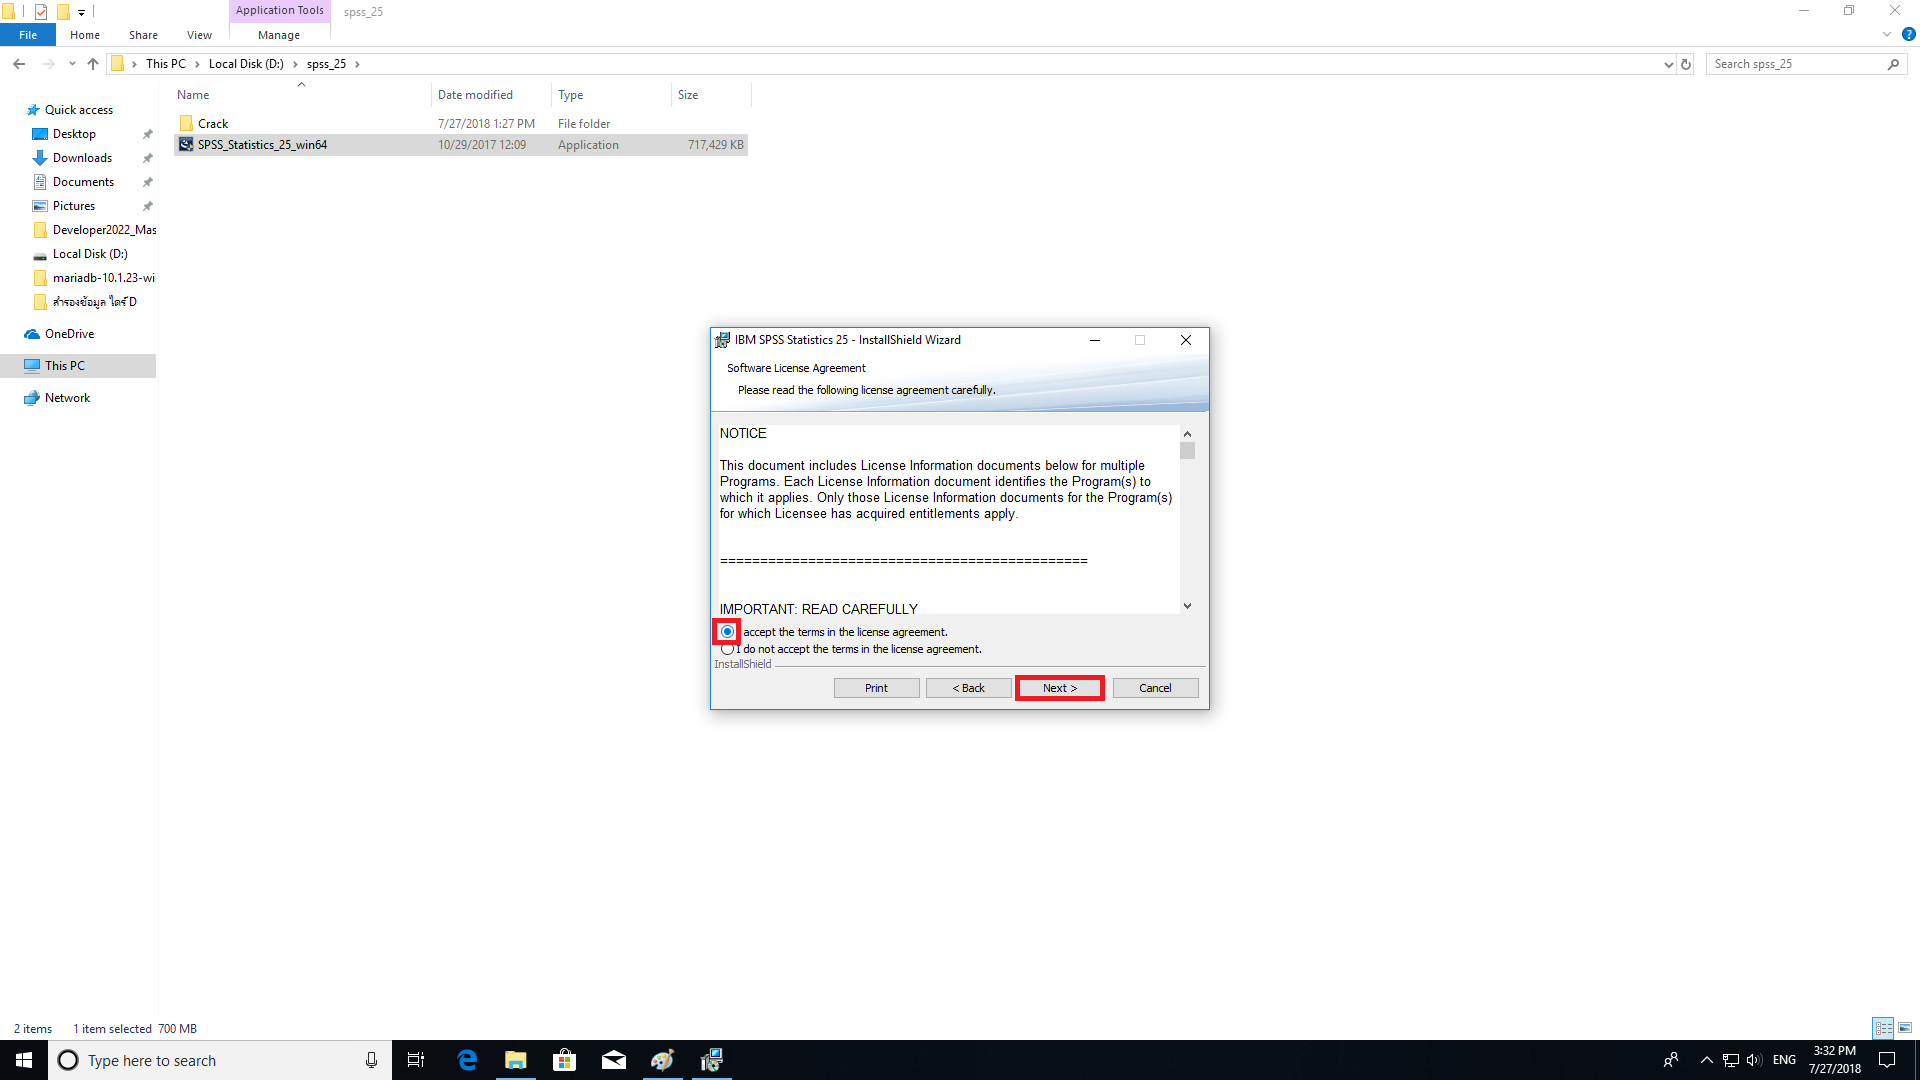 Application Tools
spss_25
File
Home
Share
View
Manage
This PC
Local Disk (D:)
spss_25
Search spss_25
Name
Date modified
Type
Size
Crack
7/27/2018 1:27 PM
File folder
SPSS_Statistics_25_win64
10/29/2017 12:09
Application
717,429 KB
Quick access
Desktop
Downloads
Documents
Pictures
Developer2022_Mas
Local Disk (D:)
mariadb-10.1.23-wi
สำรองข้อมูล ไดร์ D
OneDrive
This PC
Network
IBM SPSS Statistics 25 - InstallShield Wizard
Software License Agreement
Please read the following license agreement carefully.
NOTICE
This document includes License Information documents below for multiple
Programs. Each License Information document identifies the Program(s) to
which it applies. Only those License Information documents for the Program(s)
for which Licensee has acquired entitlements apply.
==============================================
IMPORTANT: READ CAREFULLY
accept the terms in the license agreement.
I do not accept the terms in the license agreement.
InstallShield
Print
< Back
Next >
Cancel
2 items
1 item selected 700 MB
Type here to search
ENG
3:32 PM
7/27/2018